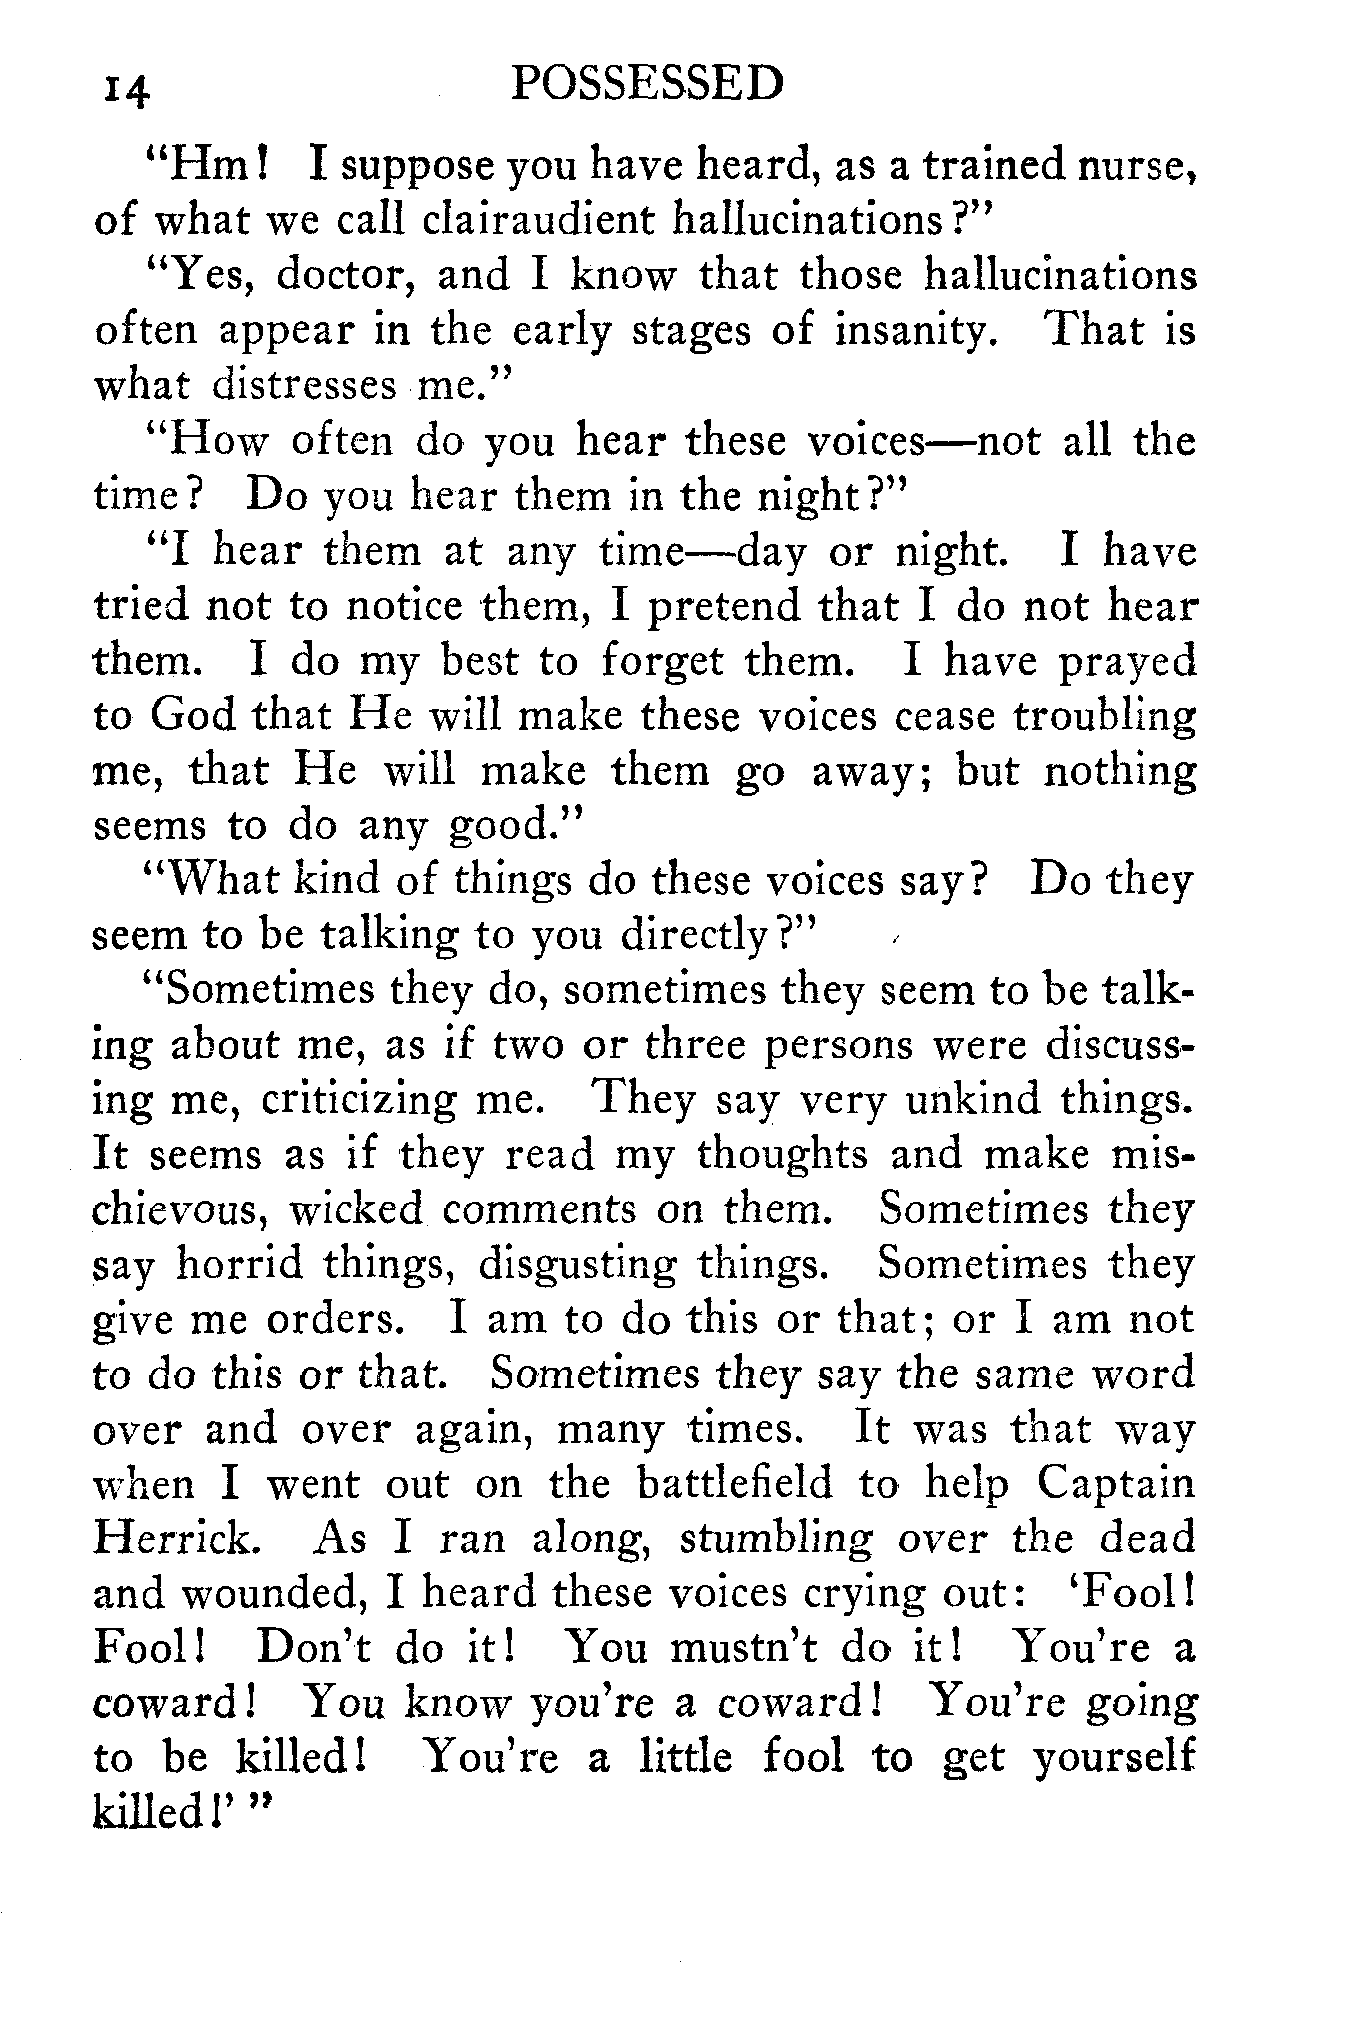 14 POSSESSED
“Hm! I suppose you have heard, as a trained nurse,
of what we call clairaudient hallucinations?”
“Yes, doctor, and I know that those hallucinations
often appear in the early stages of insanity. That is
what distresses me.”
“How often do you hear these voices—not all the
time? Do you hear them in the night?”
“I hear them at any time—day or night. I have
tried not to notice them, I pretend that I do not hear
them. I do my best to forget them. I have prayed
to God that He will make these voices cease troubling
me, that He will make them go away; but nothing
seems to do any good.”
“What kind of things do these voices say? Do they
seem to be talking to you directly?”
“Sometimes they do, sometimes they seem to be talk-
ing about me, as if two or three persons were discuss-
ing me, criticizing me. They say very unkind things.
It seems as if they read my thoughts and make mis-
chievous, wicked comments on them. Sometimes they
say horrid things, disgusting things. Sometimes they
give me orders. I am to do this or that; or I am not
to do this or that. Sometimes they say the same word
over and over again, many times. It was that way
when I went out on the battlefield to help Captain
Herrick. As I ran along, stumbling over the dead
and wounded, I heard these voices crying out: ‘Fool!
Fool! Don’t do it! You mustn’t do it! You’re a
coward! You know you’re a coward! You’re going
to be killed! You’re a little fool to get yourself
killed!’ ”